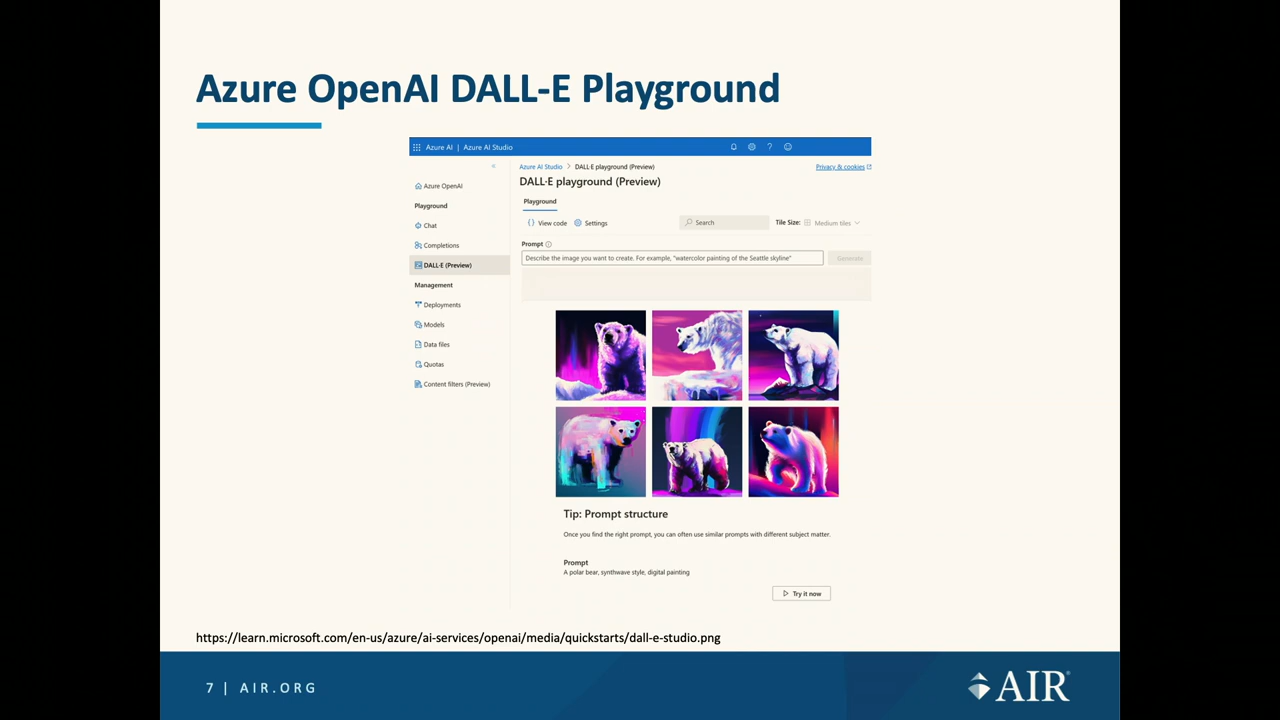 Azure OpenAI DALL-E Playground
Azure AI | Azure AI Studio
Azure OpenAI
Playground
Chat
Completions
DALL·E (Preview)
Management
Deployments
Models
Data files
Quotas
Content filters (Preview)
Azure AI Studio > DALL·E playground (Preview)
Privacy & cookies
DALL·E playground (Preview)
Playground
View code
Settings
Search
Tile Size:
Medium tiles
Prompt
Describe the image you want to create. For example, "watercolor painting of the Seattle skyline"
Generate
Tip: Prompt structure
Once you find the right prompt, you can often use similar prompts with different subject matter.
Prompt
A polar bear, synthwave style, digital painting
Try it now
https://learn.microsoft.com/en-us/azure/ai-services/openai/media/quickstarts/dall-e-studio.png
7 | AIR.ORG
AIR®